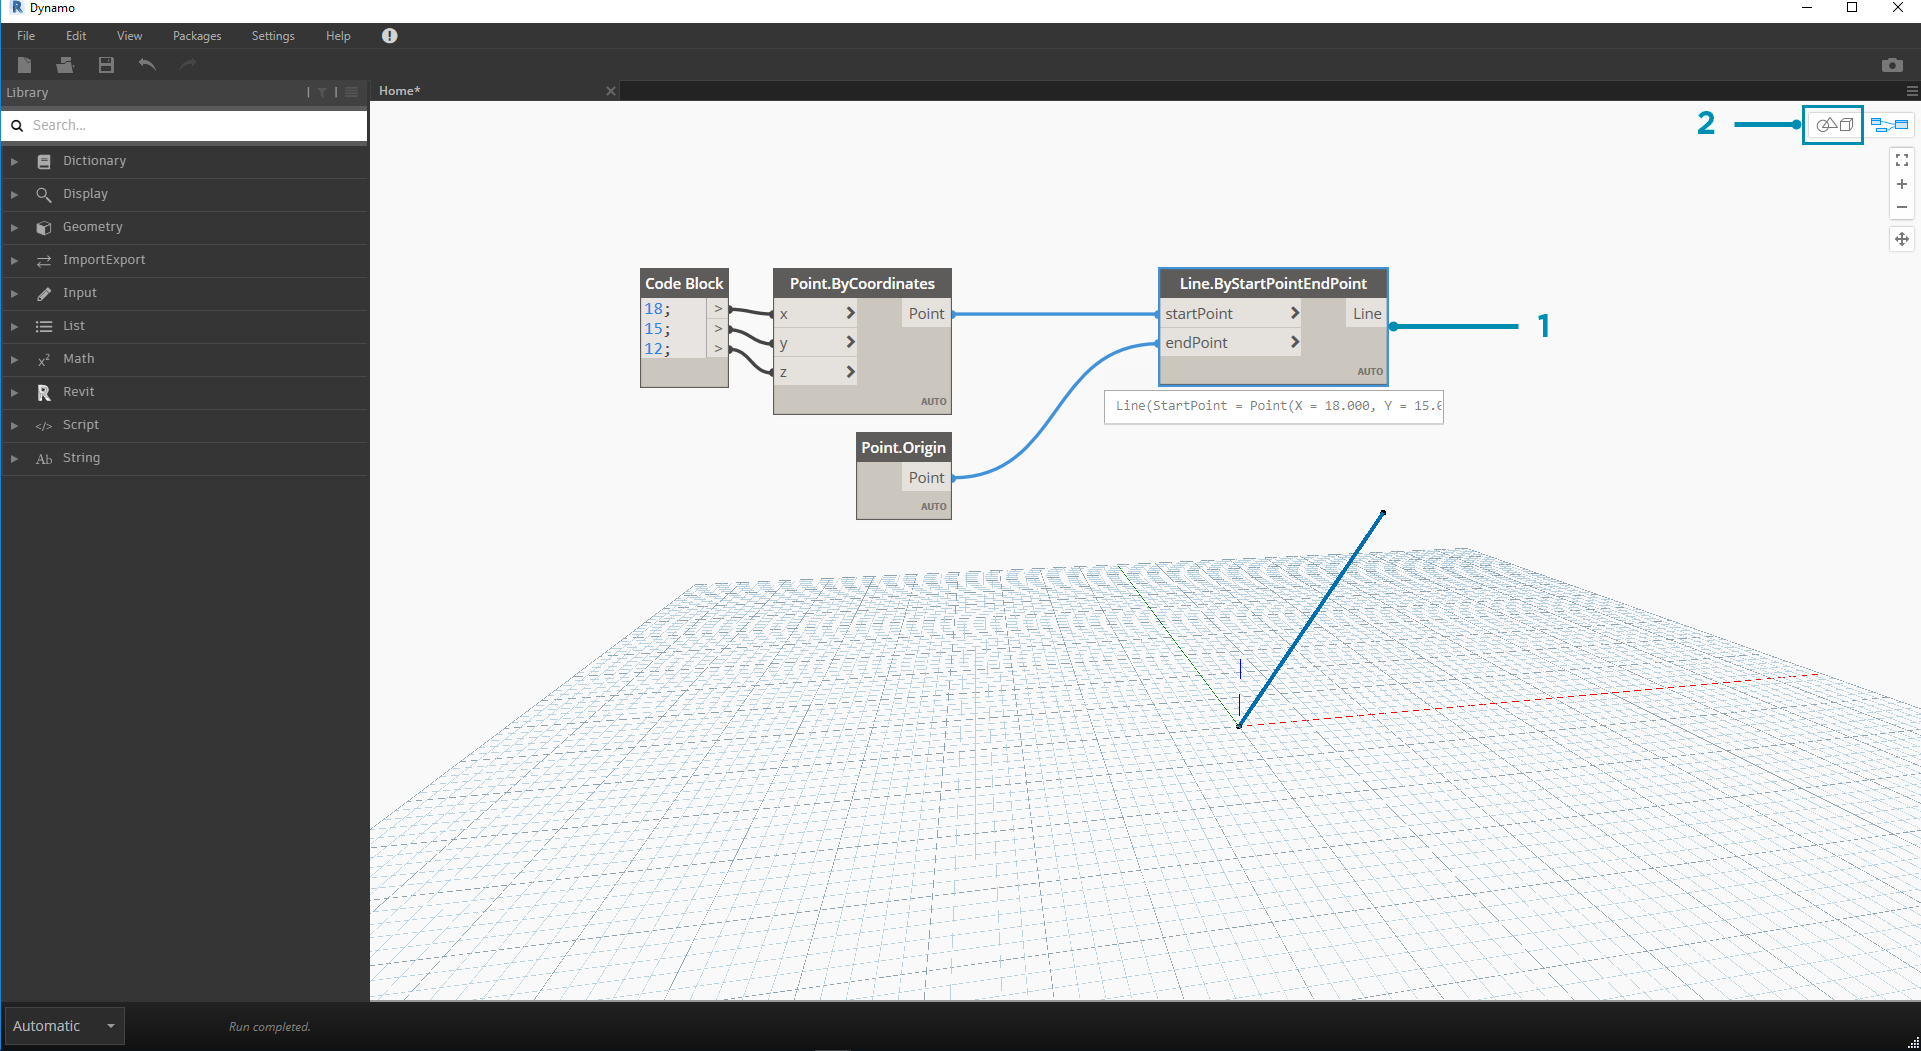 Dynamo
File Edit View Packages Settings Help
Library
Home*
Search...
Dictionary
Display
Geometry
ImportExport
Input
List
Math
Revit
Script
String
2
Code Block
18; >
15; >
12; >
Point.ByCoordinates
x > Point
y >
z >
AUTO
Line.ByStartPointEndPoint
startPoint > Line
endPoint >
AUTO
1
Line(StartPoint = Point(X = 18.000, Y = 15.0
Point.Origin
Point
AUTO
Automatic
Run completed.